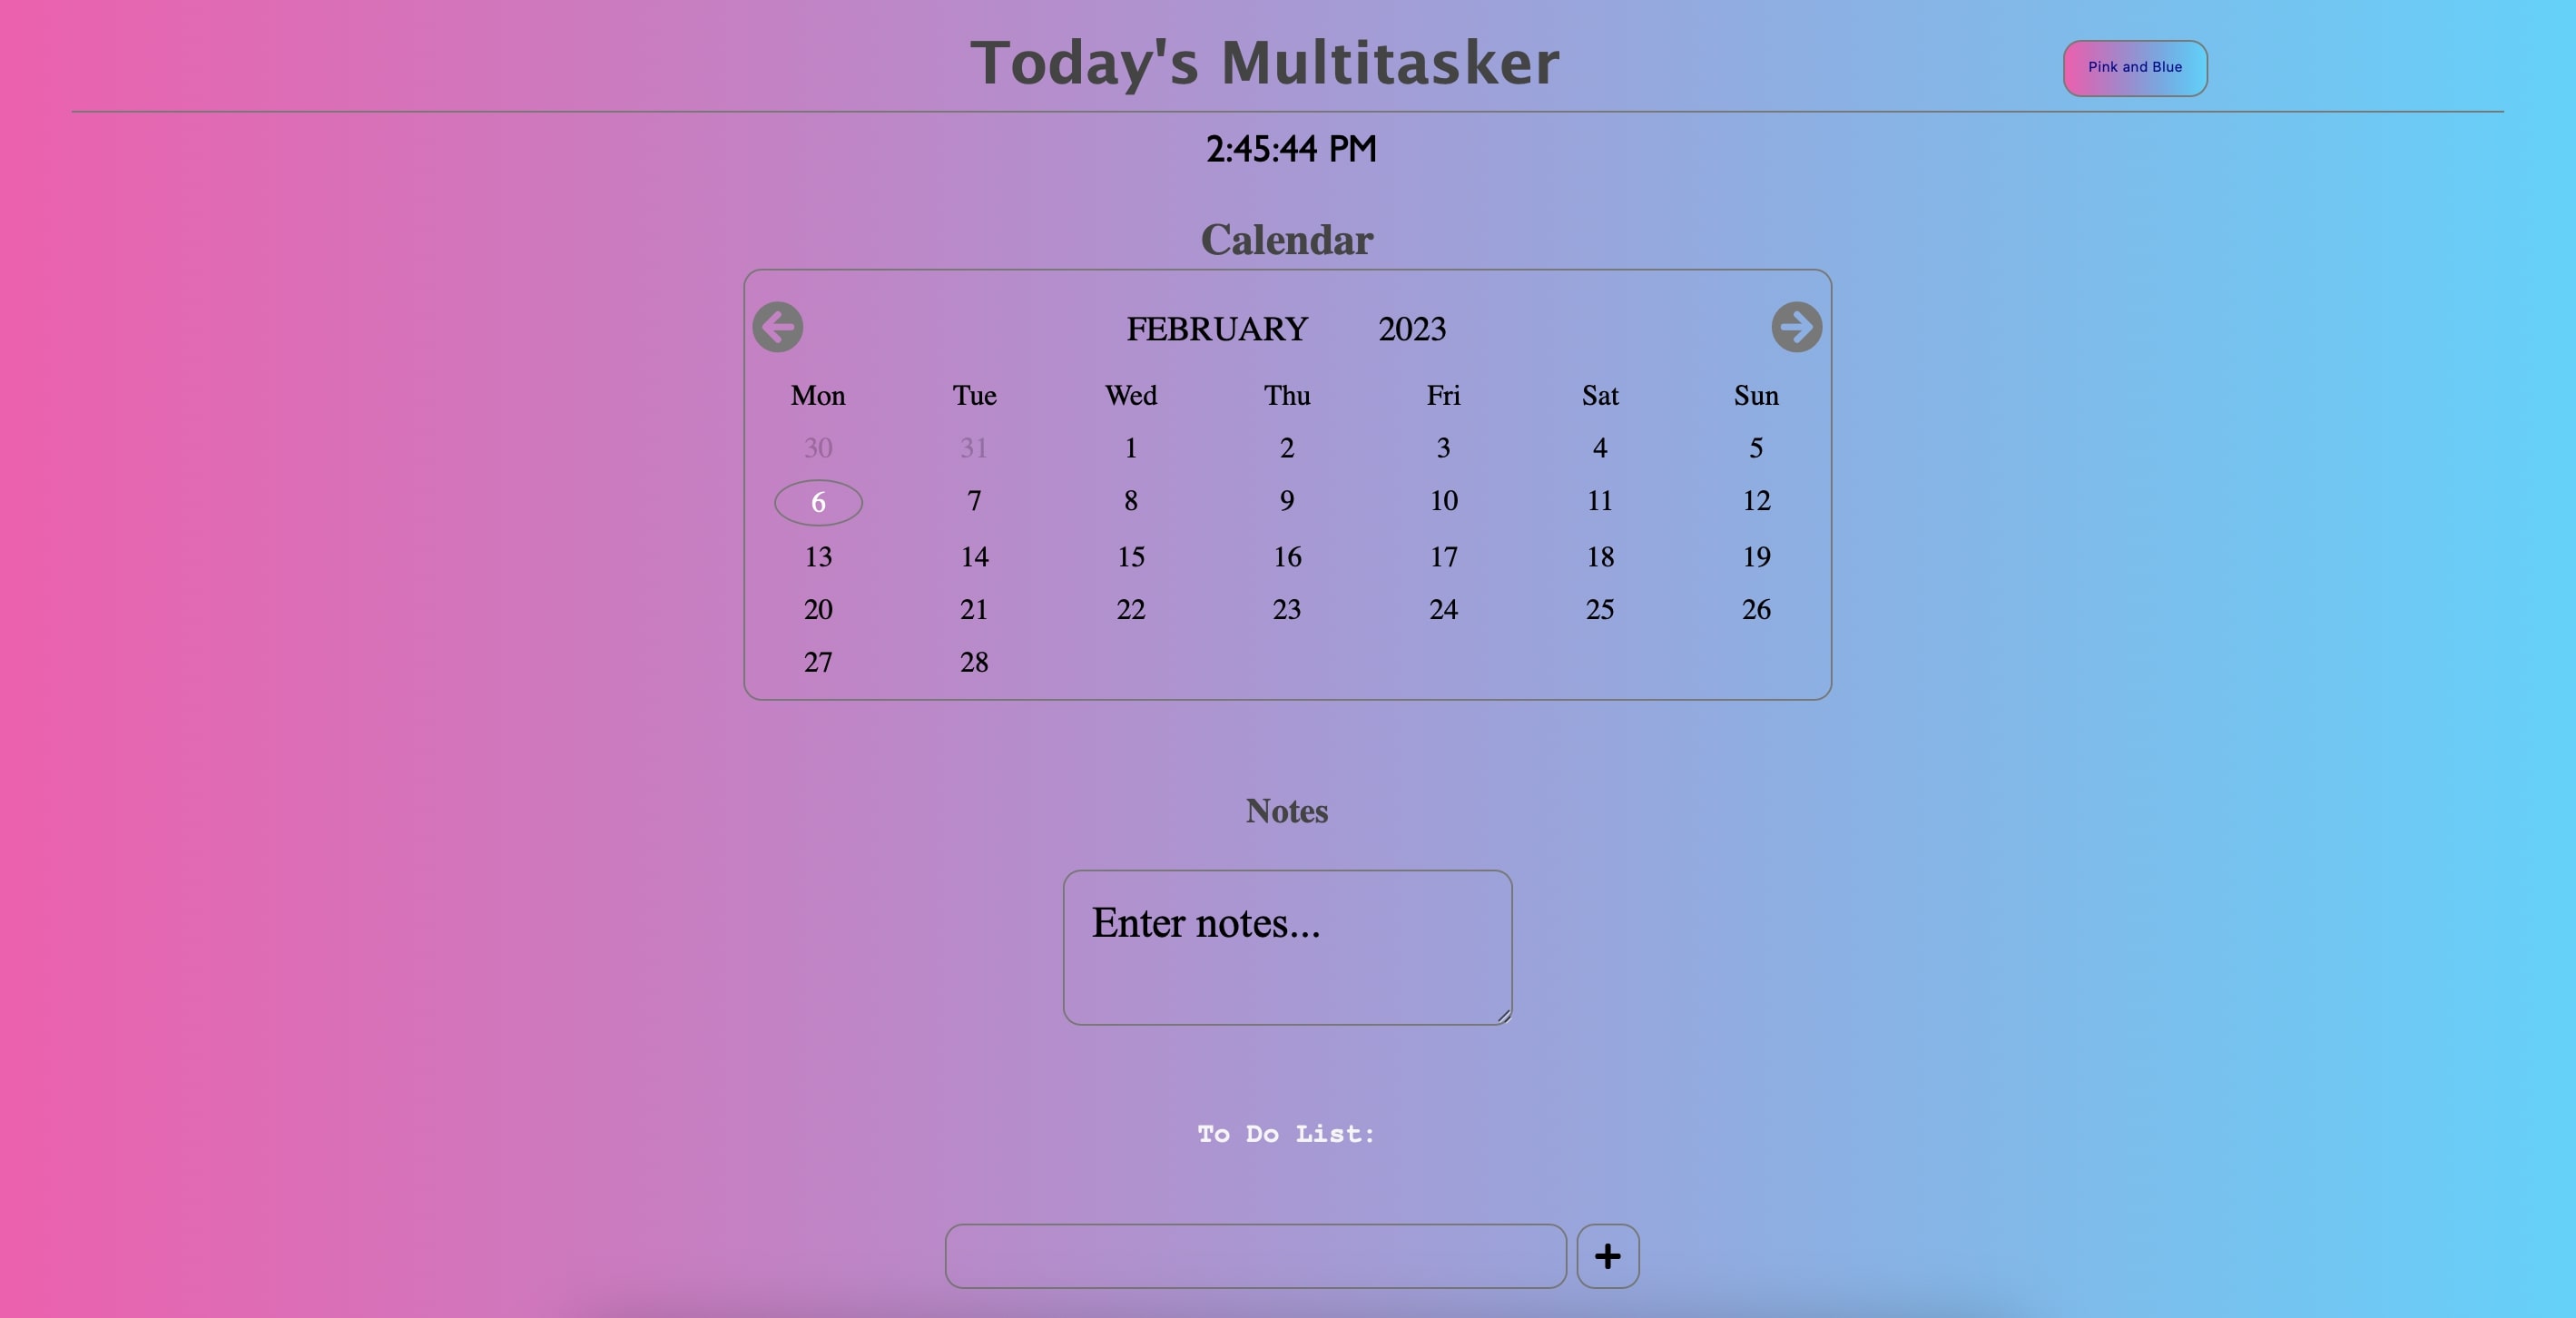 Today's Multitasker
Pink and Blue
2:45:44 PM
Calendar
FEBRUARY 2023
Mon Tue Wed Thu Fri Sat Sun
30 31 1 2 3 4 5
6 7 8 9 10 11 12
13 14 15 16 17 18 19
20 21 22 23 24 25 26
27 28
Notes
Enter notes...
To Do List:
+